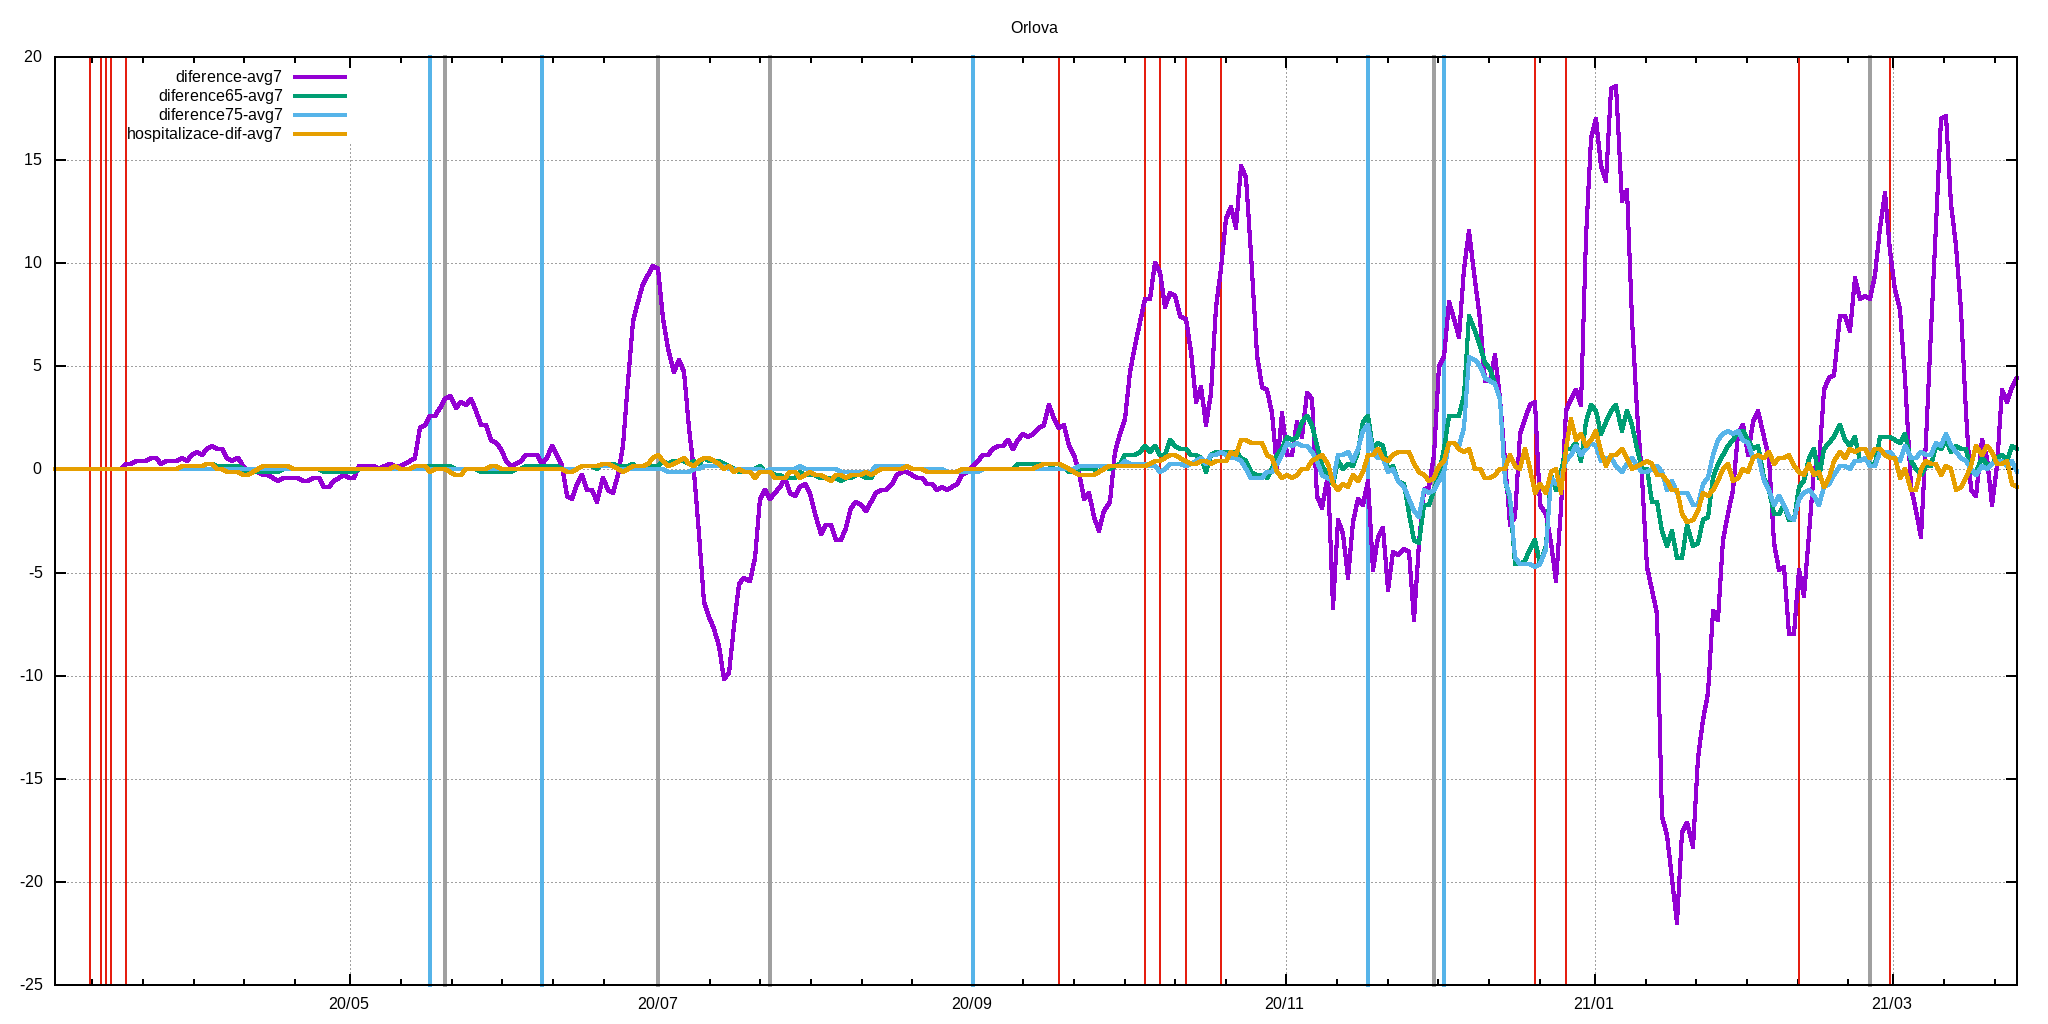 Orlova
20
diference-avg7
diference65-avg7
diference75-avg7
hospitalizace-dif-avg7
15
10
5
0
-5
-10
-15
-20
-25
20/05 20/07 20/09 20/11 21/01 21/03